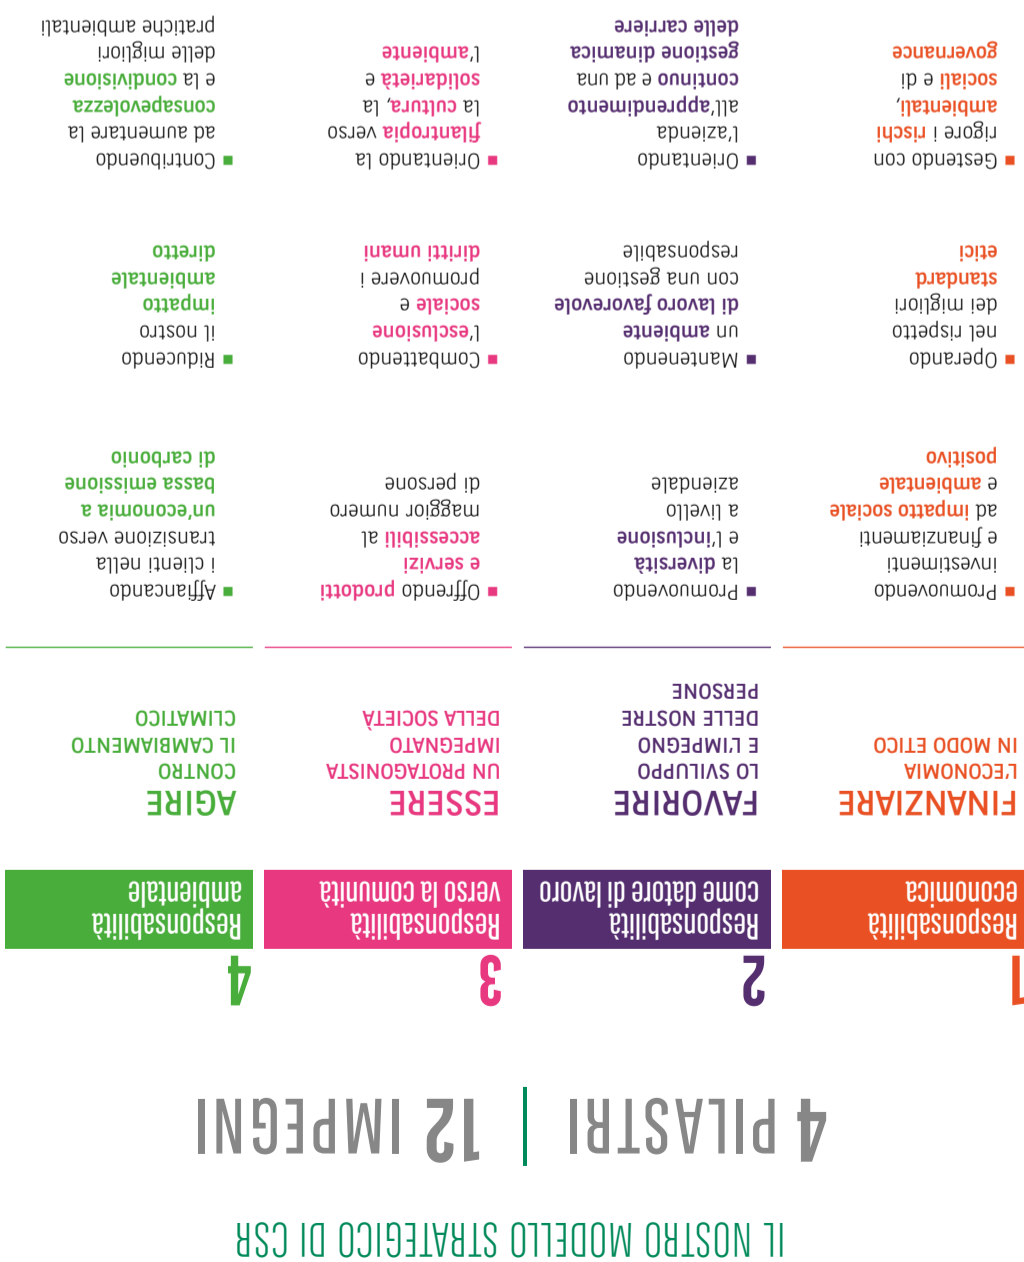 IL NOSTRO MODELLO STRATEGICO DI CSR
4 PILASTRI | 12 IMPEGNI
1
Responsabilità
economica
FINANZIARE
L'ECONOMIA
IN MODO ETICO
■ Promuovendo
investimenti
e finanziamenti
ad impatto sociale
e ambientale
positivo
■ Operando
nel rispetto
dei migliori
standard
etici
■ Gestendo con
rigore i rischi
ambientali,
sociali e di
governance
2
Responsabilità
come datore di lavoro
FAVORIRE
LO SVILUPPO
E L'IMPEGNO
DELLE NOSTRE
PERSONE
■ Promuovendo
la diversità
e l'inclusione
a livello
aziendale
■ Mantenendo
un ambiente
di lavoro favorevole
con una gestione
responsabile
■ Orientando
l'azienda
all'apprendimento
continuo e ad una
gestione dinamica
delle carriere
3
Responsabilità
verso la comunità
ESSERE
UN PROTAGONISTA
IMPEGNATO
DELLA SOCIETÀ
■ Offrendo prodotti
e servizi
accessibili al
maggior numero
di persone
■ Combattendo
l'esclusione
sociale e
promuovere i
diritti umani
■ Orientando la
filantropia verso
la cultura, la
solidarietà e
l'ambiente
4
Responsabilità
ambientale
AGIRE
CONTRO
IL CAMBIAMENTO
CLIMATICO
■ Affiancando
i clienti nella
transizione verso
un'economia a
bassa emissione
di carbonio
■ Riducendo
il nostro
impatto
ambientale
diretto
■ Contribuendo
ad aumentare la
consapevolezza
e la condivisione
delle migliori
pratiche ambientali